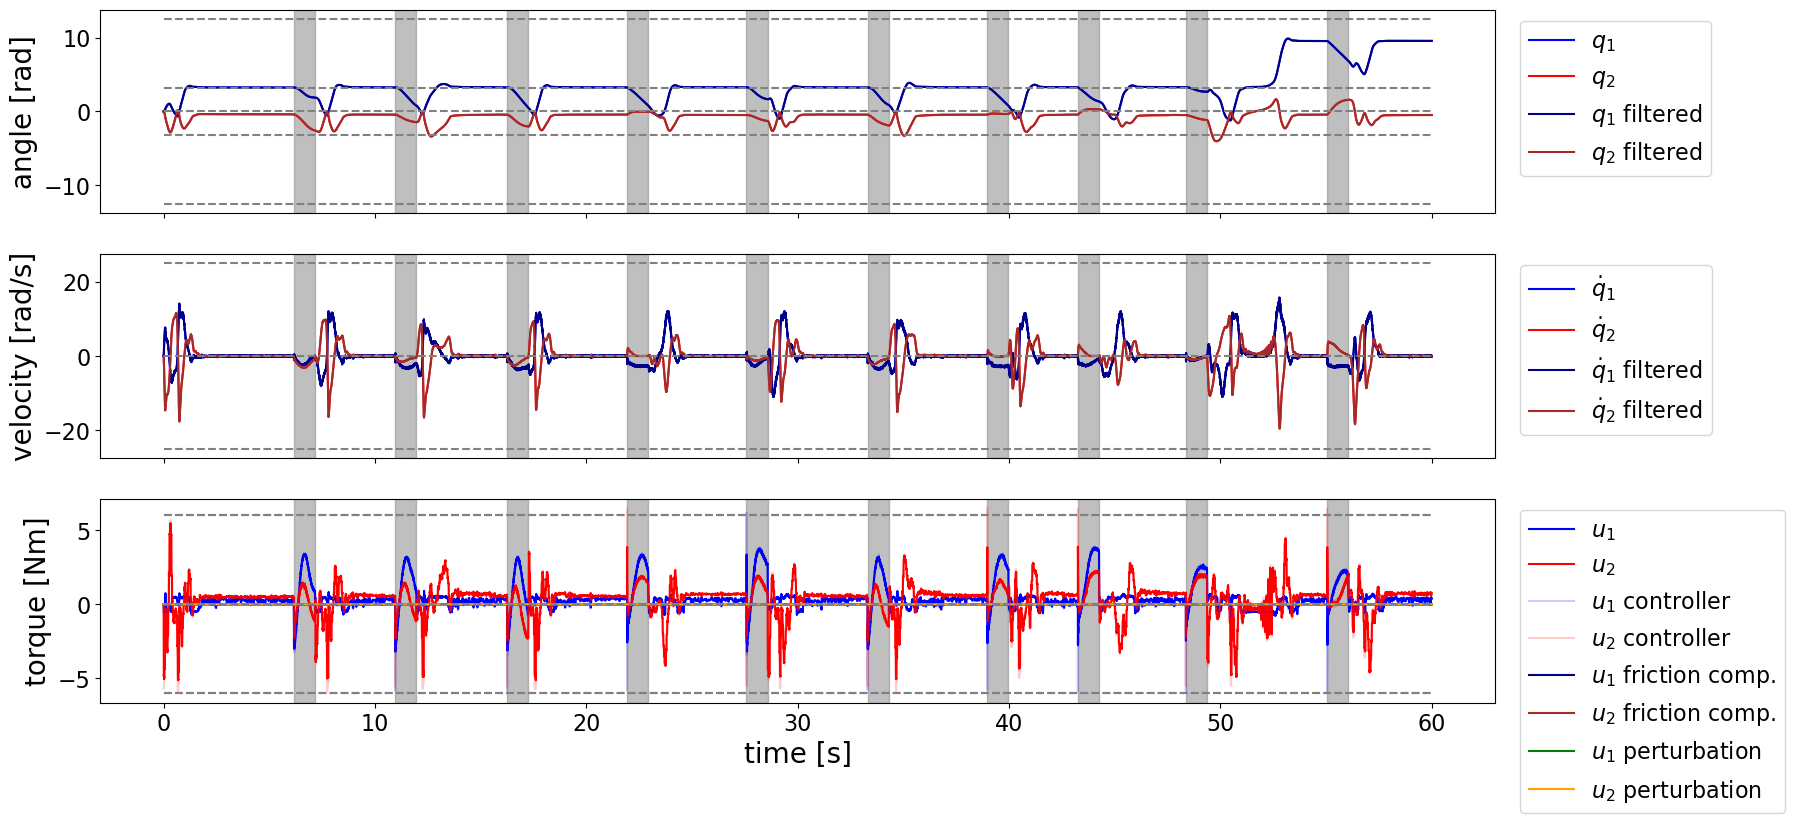 angle [rad]
10
0
−10
q₁
q₂
q₁ filtered
q₂ filtered
velocity [rad/s]
20
0
−20
q̇₁
q̇₂
q̇₁ filtered
q̇₂ filtered
torque [Nm]
5
0
−5
0 10 20 30 40 50 60
time [s]
u₁
u₂
u₁ controller
u₂ controller
u₁ friction comp.
u₂ friction comp.
u₁ perturbation
u₂ perturbation